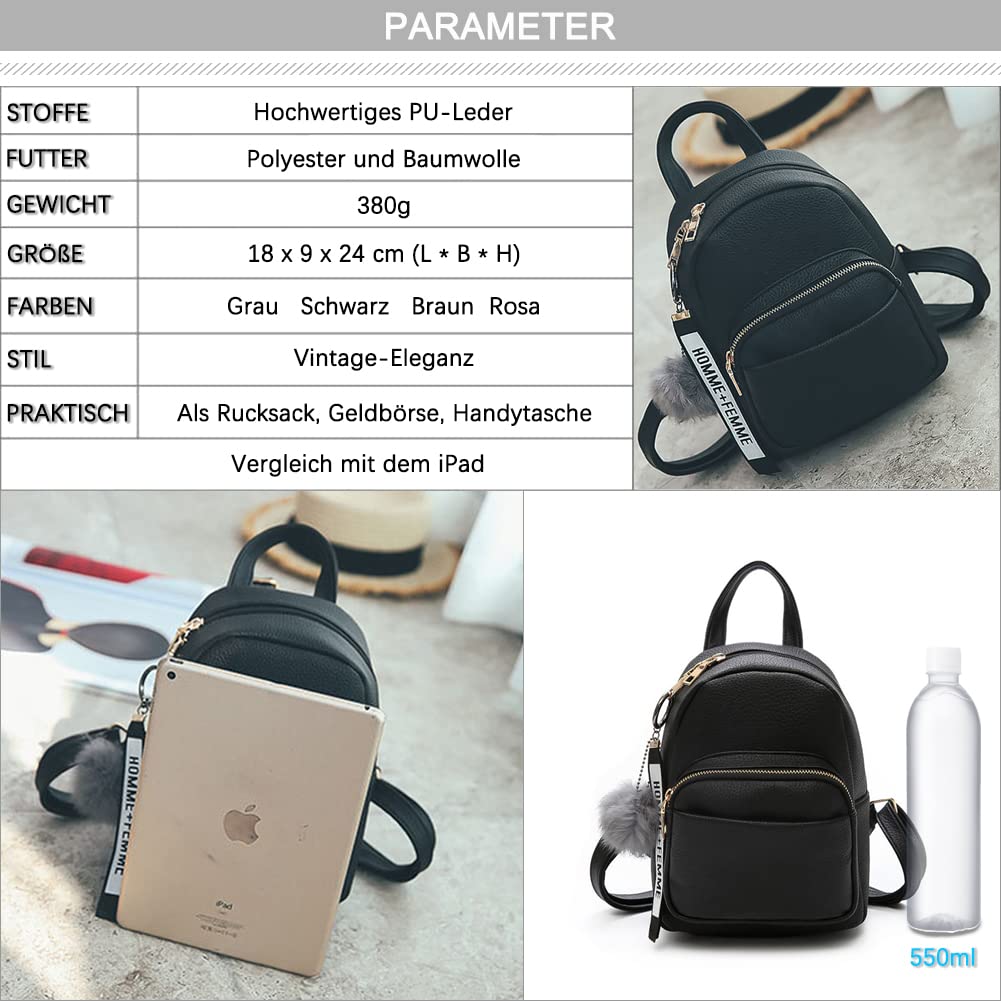 PARAMETER
STOFFE Hochwertiges PU-Leder
FUTTER Polyester und Baumwolle
GEWICHT 380g
GRÖßE 18 x 9 x 24 cm (L * B * H)
FARBEN Grau Schwarz Braun Rosa
STIL Vintage-Eleganz
PRAKTISCH Als Rucksack, Geldbörse, Handytasche
Vergleich mit dem iPad
HOMME+FEMME
HOMME+FEMME
iPad
HOMME+FEMME
550ml